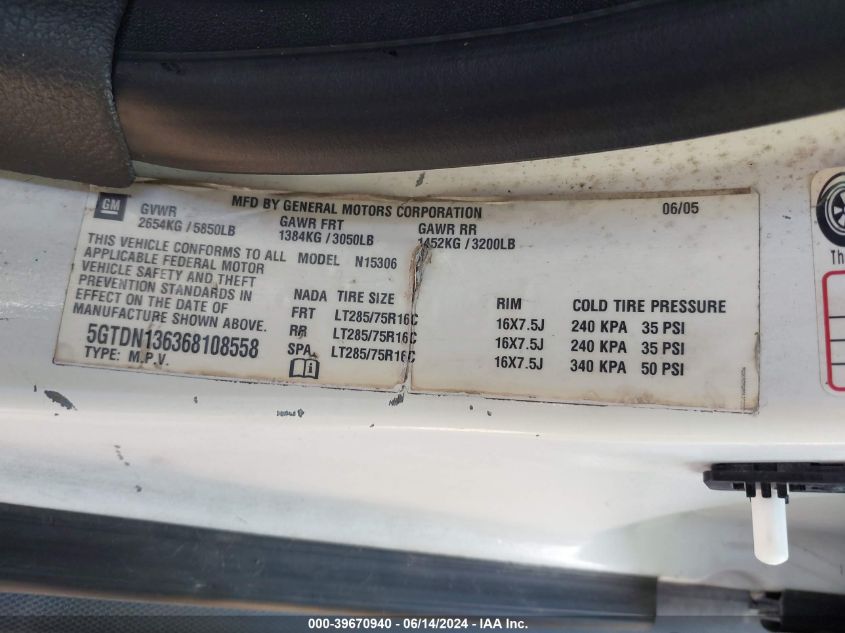 GM
MFD BY GENERAL MOTORS CORPORATION 06/05
GVWR GAWR FRT GAWR RR
2654KG / 5850LB 1384KG / 3050LB 1452KG / 3200LB
THIS VEHICLE CONFORMS TO ALL
APPLICABLE FEDERAL MOTOR
VEHICLE SAFETY AND THEFT
PREVENTION STANDARDS IN
EFFECT ON THE DATE OF
MANUFACTURE SHOWN ABOVE.
5GTDN136368108558
TYPE: M.P.V.
MODEL N15306
NADA TIRE SIZE RIM COLD TIRE PRESSURE
FRT LT285/75R16C 16X7.5J 240 KPA 35 PSI
RR LT285/75R16C 16X7.5J 240 KPA 35 PSI
SPA LT285/75R16C 16X7.5J 340 KPA 50 PSI
Th
000-39670940 - 06/14/2024 - IAA Inc.